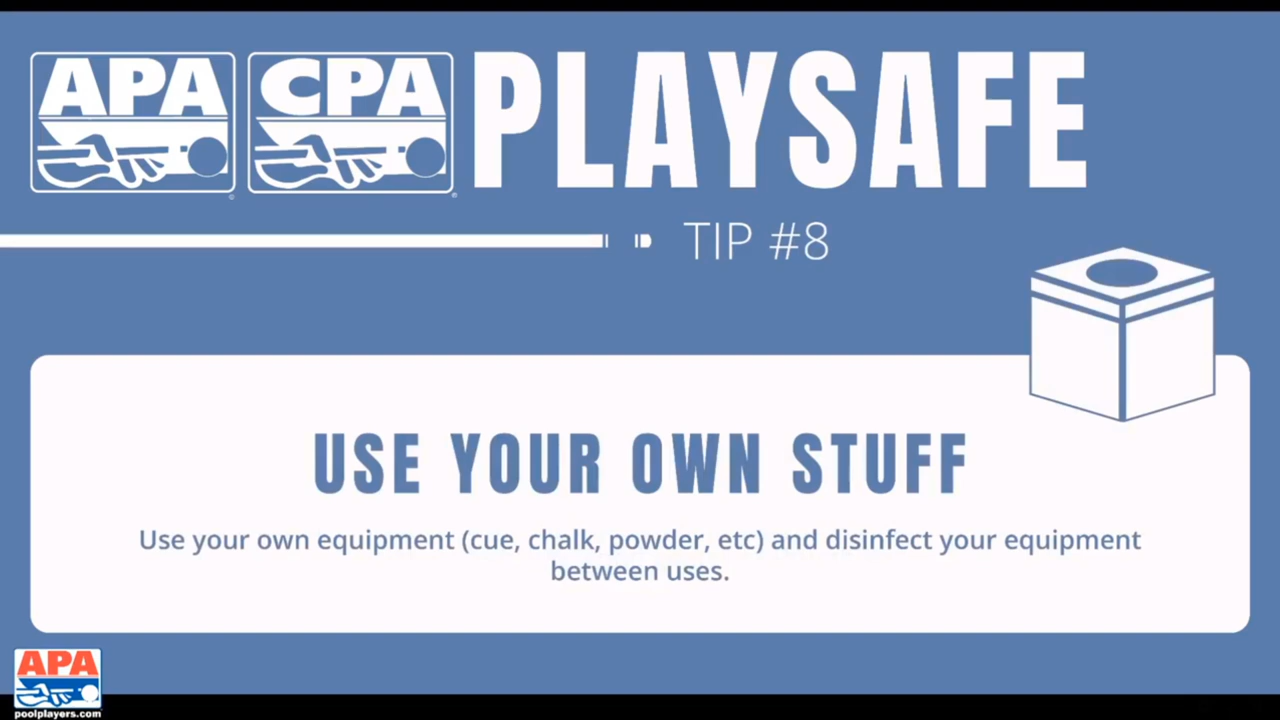 APA CPA PLAYSAFE
TIP #8
USE YOUR OWN STUFF
Use your own equipment (cue, chalk, powder, etc) and disinfect your equipment
between uses.
APA
poolplayers.com